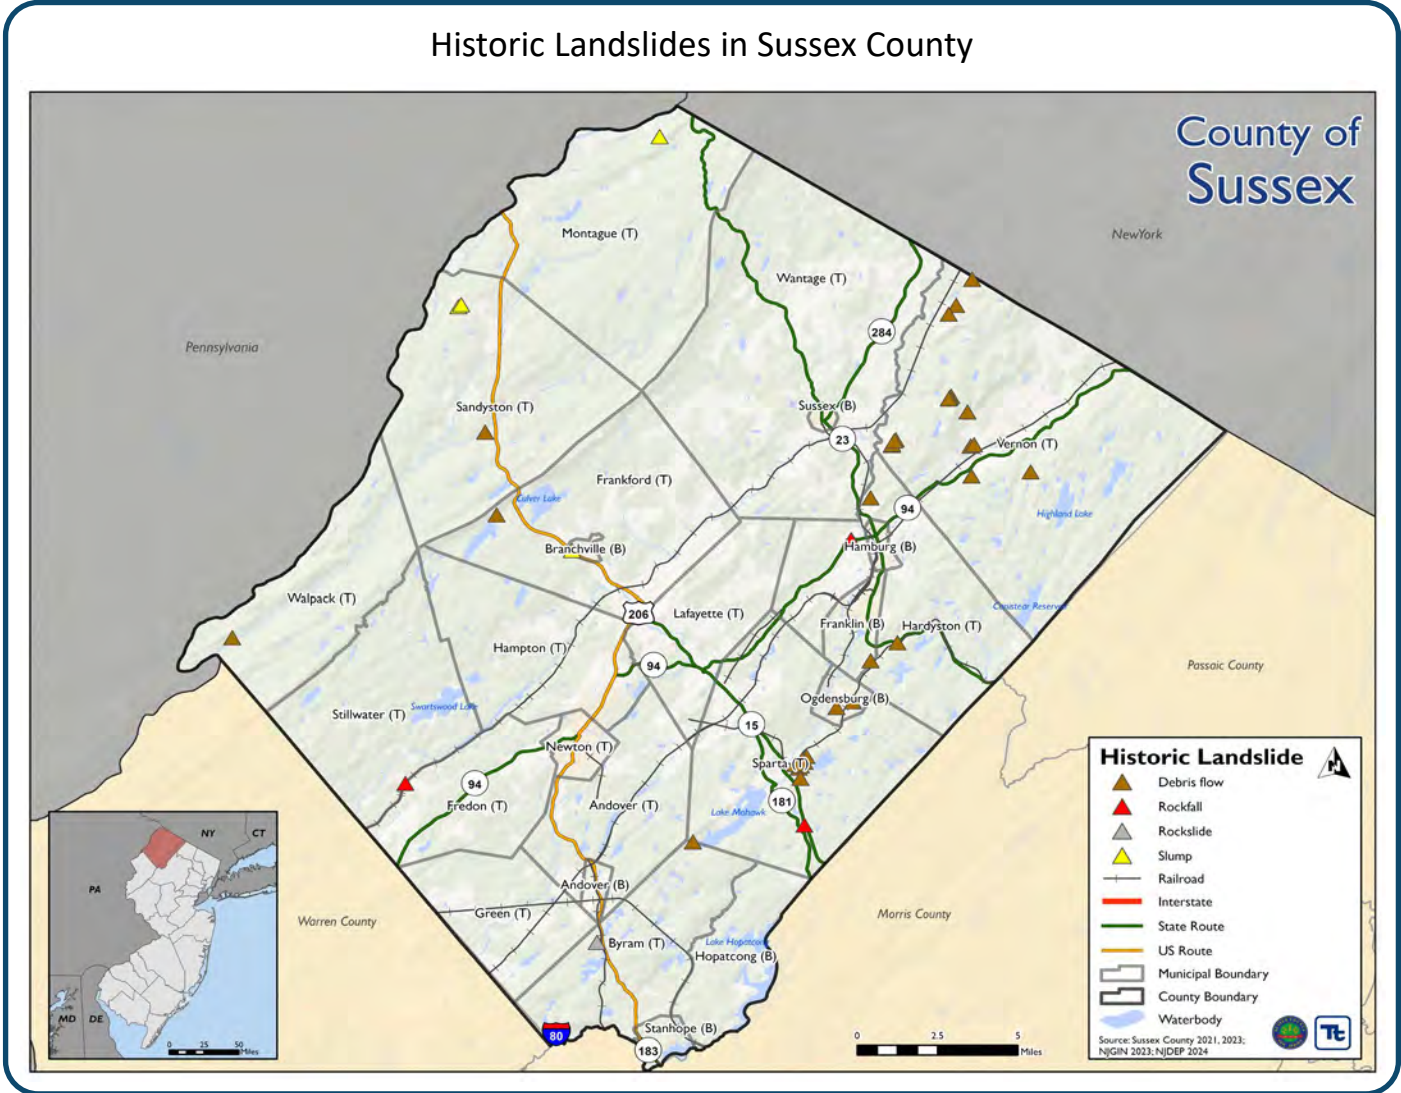 Historic Landslides in Sussex County
County of
Sussex
NewYork
Montague (T)
Wantage (T)
284
Pennsylvania
Sandyston (T)
Sussex (B)
23
Vernon (T)
Frankford (T)
Culver Lake
94
Highland Lake
Branchville (B)
Hamburg (B)
Walpack (T)
206
Lafayette (T)
Canistear Reservoir
Franklin (B)
Hardyston (T)
Hampton (T)
94
Passaic County
Ogdensburg (B)
Stillwater (T)
Swartswood Lake
15
Newton (T)
Sparta (T)
94
181
Fredon (T)
Andover (T)
Lake Mohawk
Andover (B)
Green (T)
Warren County
Morris County
Byram (T)
Lake Hopatcong
Hopatcong (B)
Stanhope (B)
80
183
Historic Landslide
N
Debris flow
Rockfall
Rockslide
Slump
Railroad
Interstate
State Route
US Route
Municipal Boundary
County Boundary
Waterbody
Source: Sussex County 2021, 2023;
NJGIN 2023; NJDEP 2024
Tt
0 2.5 5
Miles
NY
CT
PA
MD
DE
0 25 50
Miles